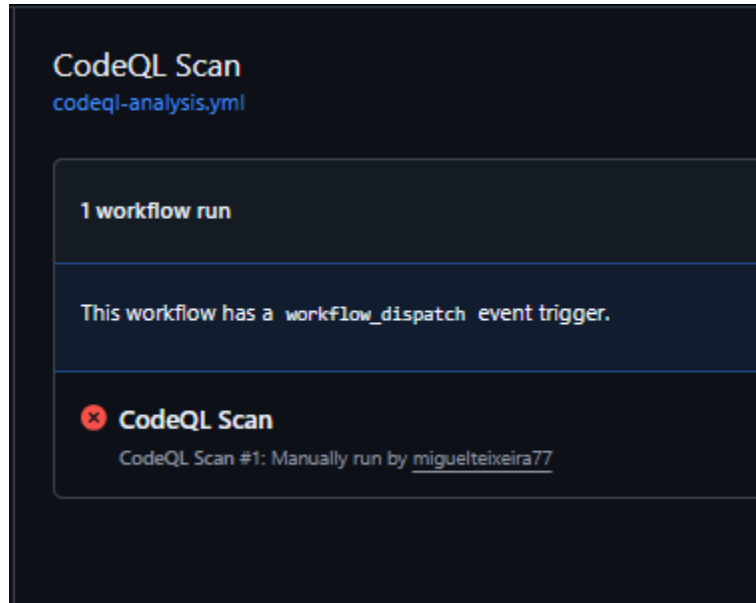 CodeQL Scan
codeql-analysis.yml
1 workflow run
This workflow has a workflow_dispatch event trigger.
CodeQL Scan
CodeQL Scan #1: Manually run by miguelteixeira77